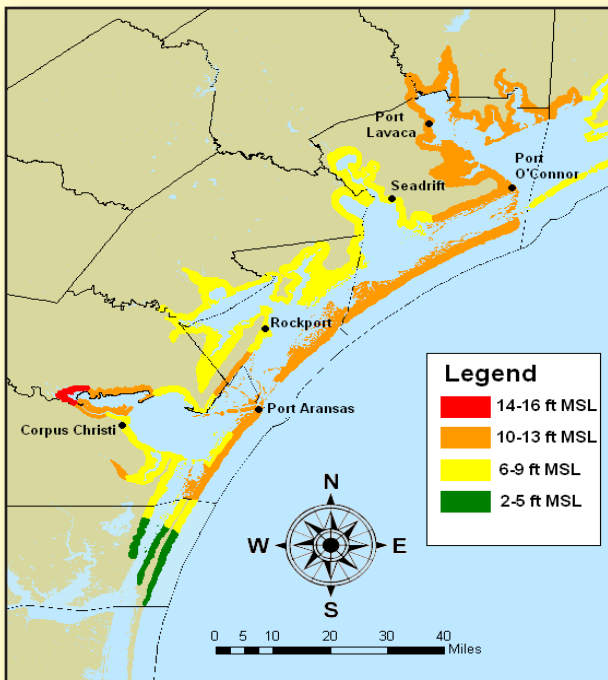 Port
Lavaca
Port
O'Connor
Seadrift
Rockport
Port Aransas
Corpus Christi
Legend
14-16 ft MSL
10-13 ft MSL
6-9 ft MSL
2-5 ft MSL
N
W
E
S
0 5 10 20 30 40
Miles